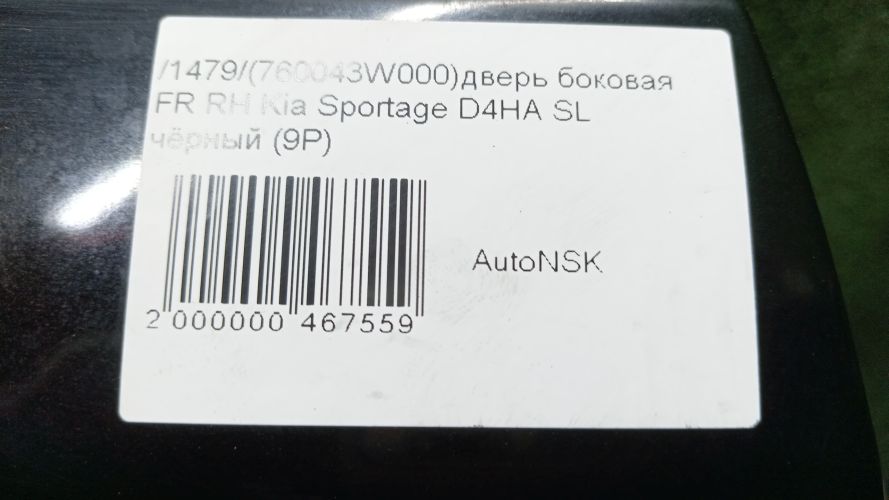 /1479/(760043W000)дверь боковая
FR RH Kia Sportage D4HA SL
чёрный (9P)
AutoNSK
2 000000 467559